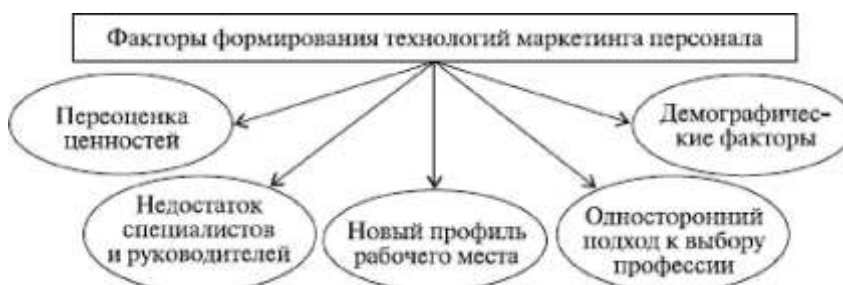 Факторы формирования технологий маркетинга персонала
Переоценка
ценностей
Демографичес-
кие факторы
Недостаток
специалистов
и руководителей
Новый профиль
рабочего места
Односторонний
подход к выбору
профессии